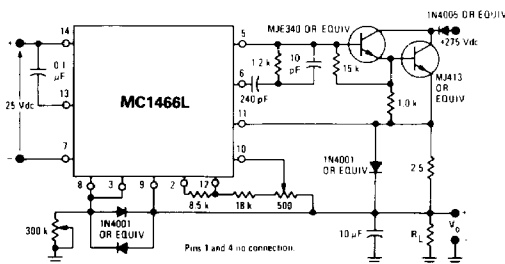 1N4005 OR EQUIV
MJE340 OR EQUIV
+275 Vdc
14
5
+
0.1
µF
1.2 k
10
pF
15 k
MJ413
OR
EQUIV
6
240 pF
25 Vdc
13
MC1466L
1.0 k
11
7
10
1N4001
OR EQUIV
2.5
-
8
3
9
2
12
8.5 k
18 k
500
300 k
1N4001
OR EQUIV
10 µF
RL
Vo
+
-
Pins 1 and 4 no connection.